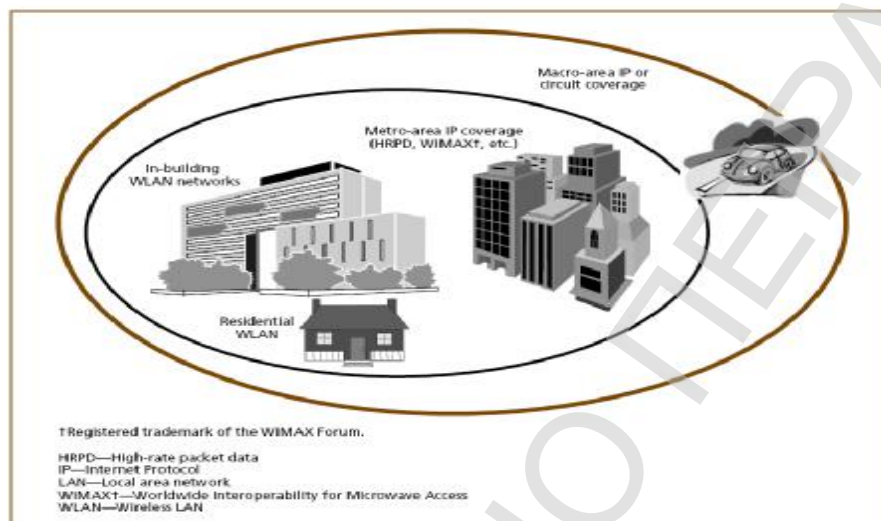 Macro-area IP or
circuit coverage
Metro-area IP coverage
(HRPD, WIMAX†, etc.)
In-building
WLAN networks
Residential
WLAN
†Registered trademark of the WIMAX Forum.
HRPD—High-rate packet data
IP—Internet Protocol
LAN—Local area network
WIMAX†—Worldwide Interoperability for Microwave Access
WLAN—Wireless LAN
ΠΕΙΡΑ